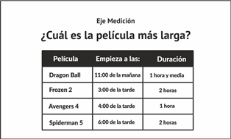 Eje Medición
¿Cuál es la película más larga?
Película Empieza a las: Duración
Dragon Ball 11:00 de la mañana 1 hora y media
Frozen 2 3:00 de la tarde 2 horas
Avengers 4 4:00 de la tarde 1 hora
Spiderman 5 6:00 de la tarde 2 horas